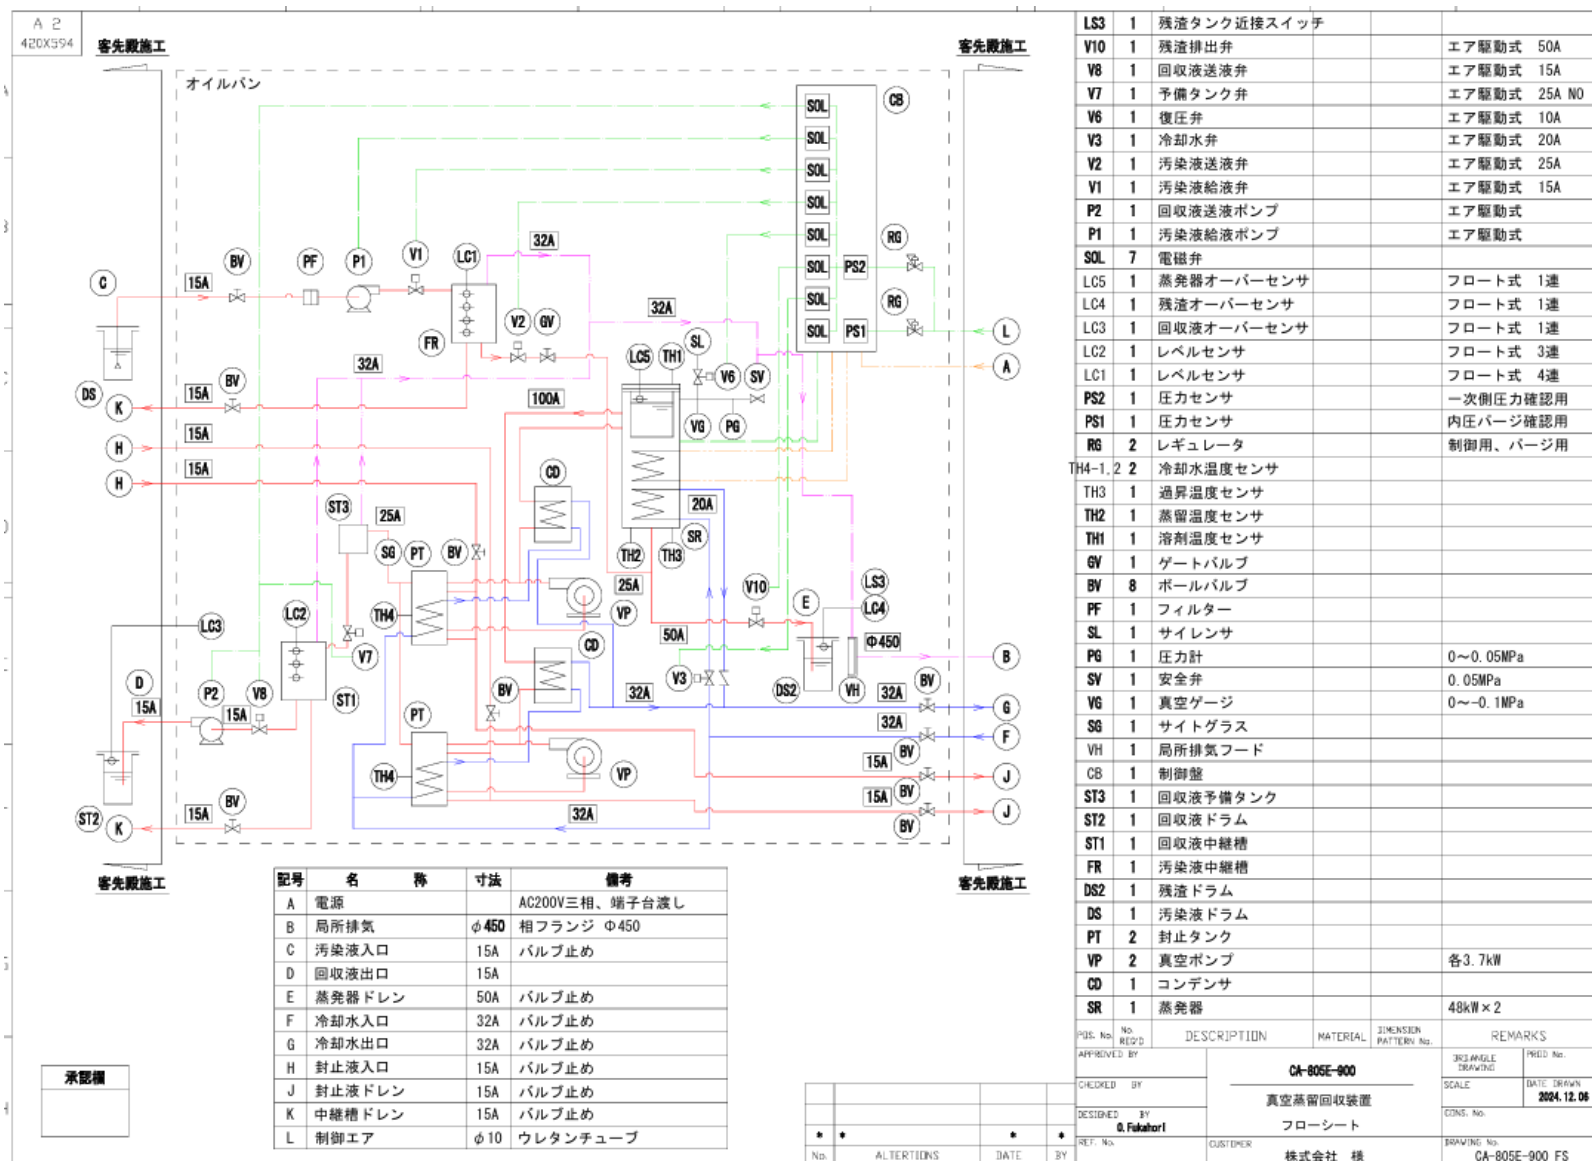 A 2
420X594
客先殿施工
客先殿施工
オイルパン
SOL
CB
SOL
SOL
SOL
SOL
RG
SOL
PS2
SOL
RG
SOL
PS1
L
A
32A
BV
PF
P1
V1
LC1
C
15A
V2
GV
FR
32A
SL
LC5
TH1
V6
SV
32A
BV
DS
K
15A
100A
VG
PG
H
15A
H
15A
CD
ST3
25A
20A
SG
PT
BV
SR
TH2
TH3
25A
V10
LS3
E
LC4
TH4
VP
LC3
LC2
CD
50A
Φ450
B
V7
D
P2
V8
ST1
BV
V3
DS2
VH
BV
32A
32A
G
15A
15A
PT
32A
F
BV
15A
J
TH4
VP
BV
15A
J
ST2
K
15A
BV
32A
BV
客先殿施工
客先殿施工
記号 名 称 寸法 備考
A 電源 AC200V三相、端子台渡し
B 局所排気 φ450 相フランジ Φ450
C 汚染液入口 15A バルブ止め
D 回収液出口 15A
E 蒸発器ドレン 50A バルブ止め
F 冷却水入口 32A バルブ止め
G 冷却水出口 32A バルブ止め
H 封止液入口 15A バルブ止め
J 封止液ドレン 15A バルブ止め
K 中継槽ドレン 15A バルブ止め
L 制御エア φ10 ウレタンチューブ
承認欄
LS3 1 残渣タンク近接スイッチ
V10 1 残渣排出弁 エア駆動式 50A
V8 1 回収液送液弁 エア駆動式 15A
V7 1 予備タンク弁 エア駆動式 25A NO
V6 1 復圧弁 エア駆動式 10A
V3 1 冷却水弁 エア駆動式 20A
V2 1 汚染液送液弁 エア駆動式 25A
V1 1 汚染液給液弁 エア駆動式 15A
P2 1 回収液送液ポンプ エア駆動式
P1 1 汚染液給液ポンプ エア駆動式
SOL 7 電磁弁
LC5 1 蒸発器オーバーセンサ フロート式 1連
LC4 1 残渣オーバーセンサ フロート式 1連
LC3 1 回収液オーバーセンサ フロート式 1連
LC2 1 レベルセンサ フロート式 3連
LC1 1 レベルセンサ フロート式 4連
PS2 1 圧力センサ 一次側圧力確認用
PS1 1 圧力センサ 内圧パージ確認用
RG 2 レギュレータ 制御用、パージ用
TH4-1,2 2 冷却水温度センサ
TH3 1 過昇温度センサ
TH2 1 蒸留温度センサ
TH1 1 溶剤温度センサ
GV 1 ゲートバルブ
BV 8 ボールバルブ
PF 1 フィルター
SL 1 サイレンサ
PG 1 圧力計 0～0.05MPa
SV 1 安全弁 0.05MPa
VG 1 真空ゲージ 0～-0.1MPa
SG 1 サイトグラス
VH 1 局所排気フード
CB 1 制御盤
ST3 1 回収液予備タンク
ST2 1 回収液ドラム
ST1 1 回収液中継槽
FR 1 汚染液中継槽
DS2 1 残渣ドラム
DS 1 汚染液ドラム
PT 2 封止タンク
VP 2 真空ポンプ 各3.7kW
CD 1 コンデンサ
SR 1 蒸発器 48kW×2
POS. No. No. REQ'D DESCRIPTION MATERIAL DIMENSION PATTERN No. REMARKS
APPROVED BY
CHECKED BY
DESIGNED BY
O.Fukahori
REF. No.
CA-805E-900
真空蒸留回収装置
フローシート
CUSTOMER
株式会社 様
3RD ANGLE DRAWING
PROD No.
SCALE
DATE DRAWN
2024.12.06
CONS. No.
DRAWING No.
CA-805E-900 FS
* * * *
No. ALTERTIONS DATE BY